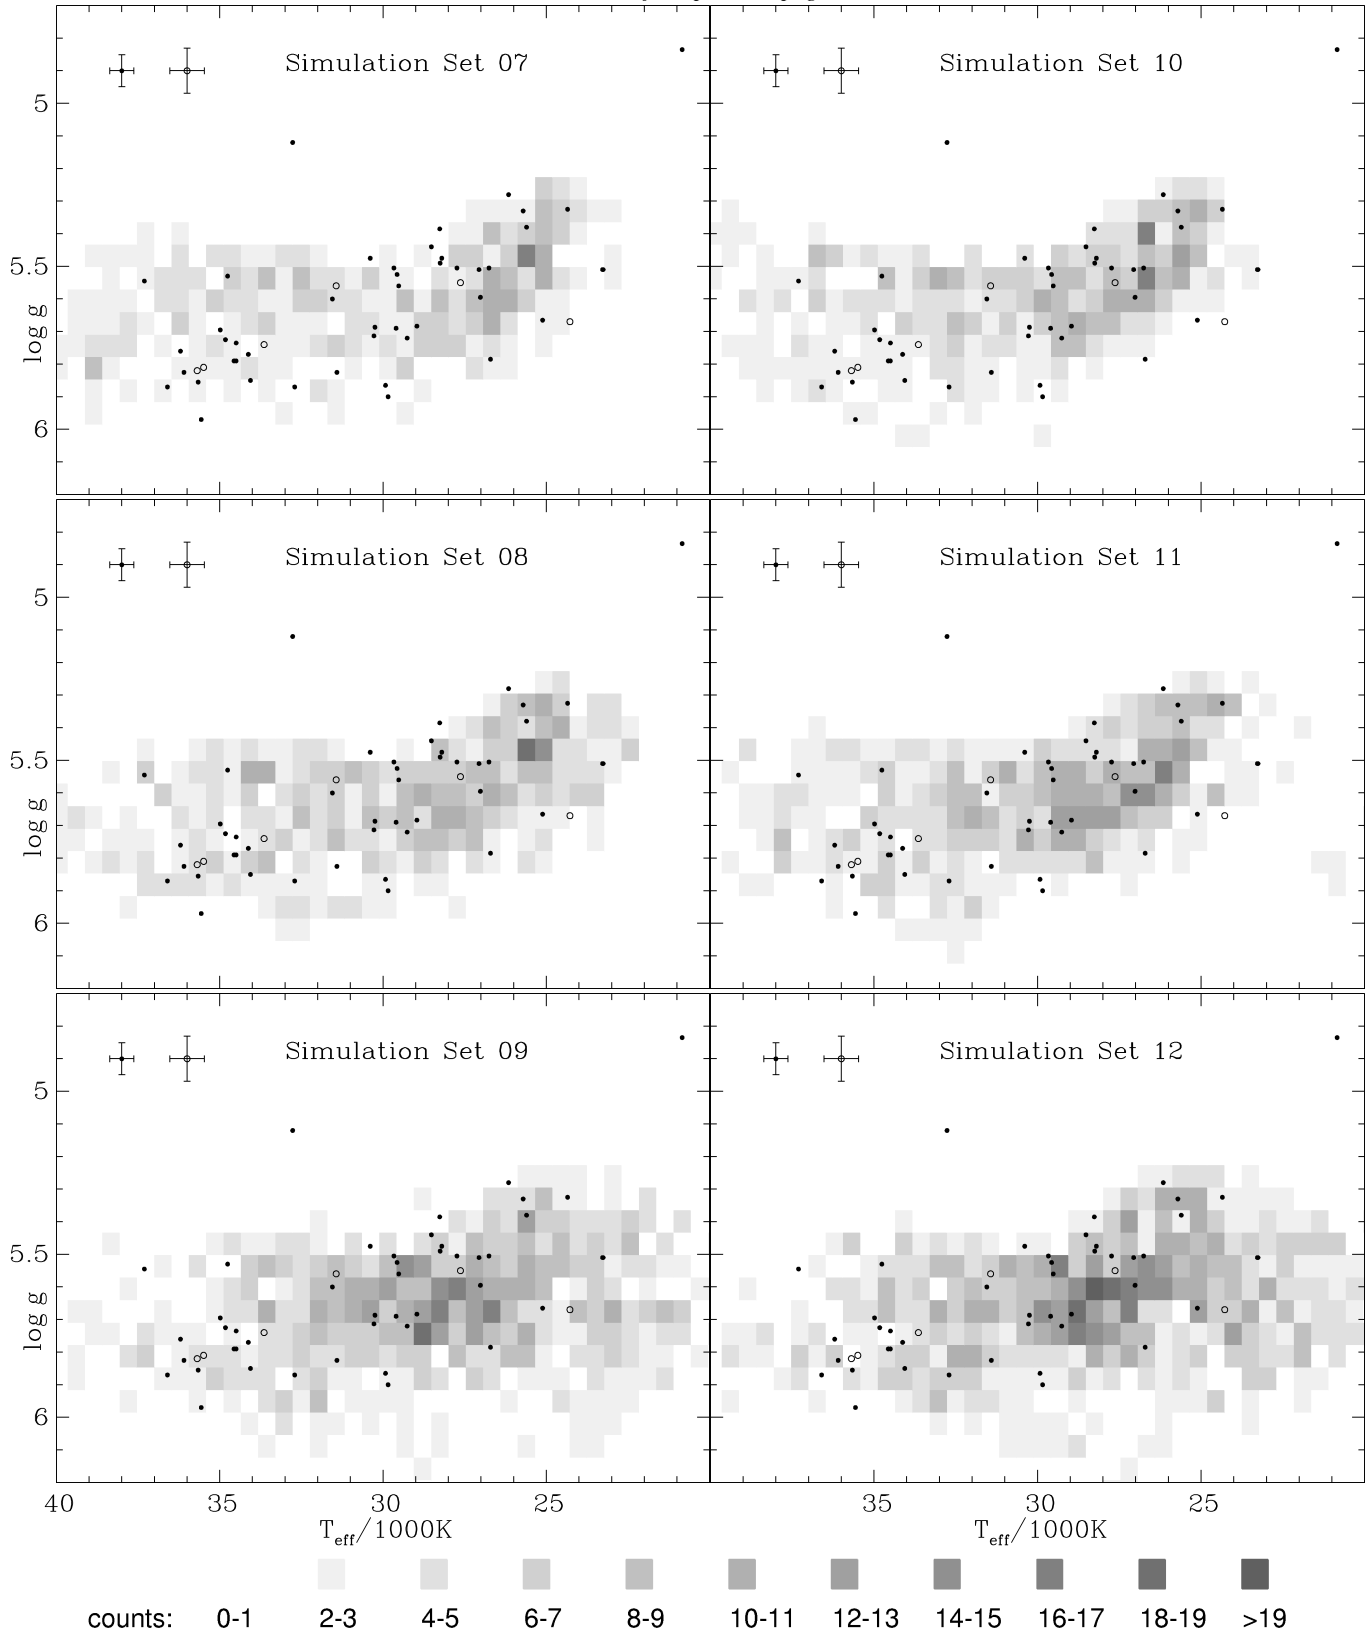 Simulation Set 07
Simulation Set 10
5
5.5
log g
6
Simulation Set 08
Simulation Set 11
5
5.5
log g
6
Simulation Set 09
Simulation Set 12
5
5.5
log g
6
40 35 30 25 35 30 25
Teff/1000K Teff/1000K
counts: 0-1 2-3 4-5 6-7 8-9 10-11 12-13 14-15 16-17 18-19 >19